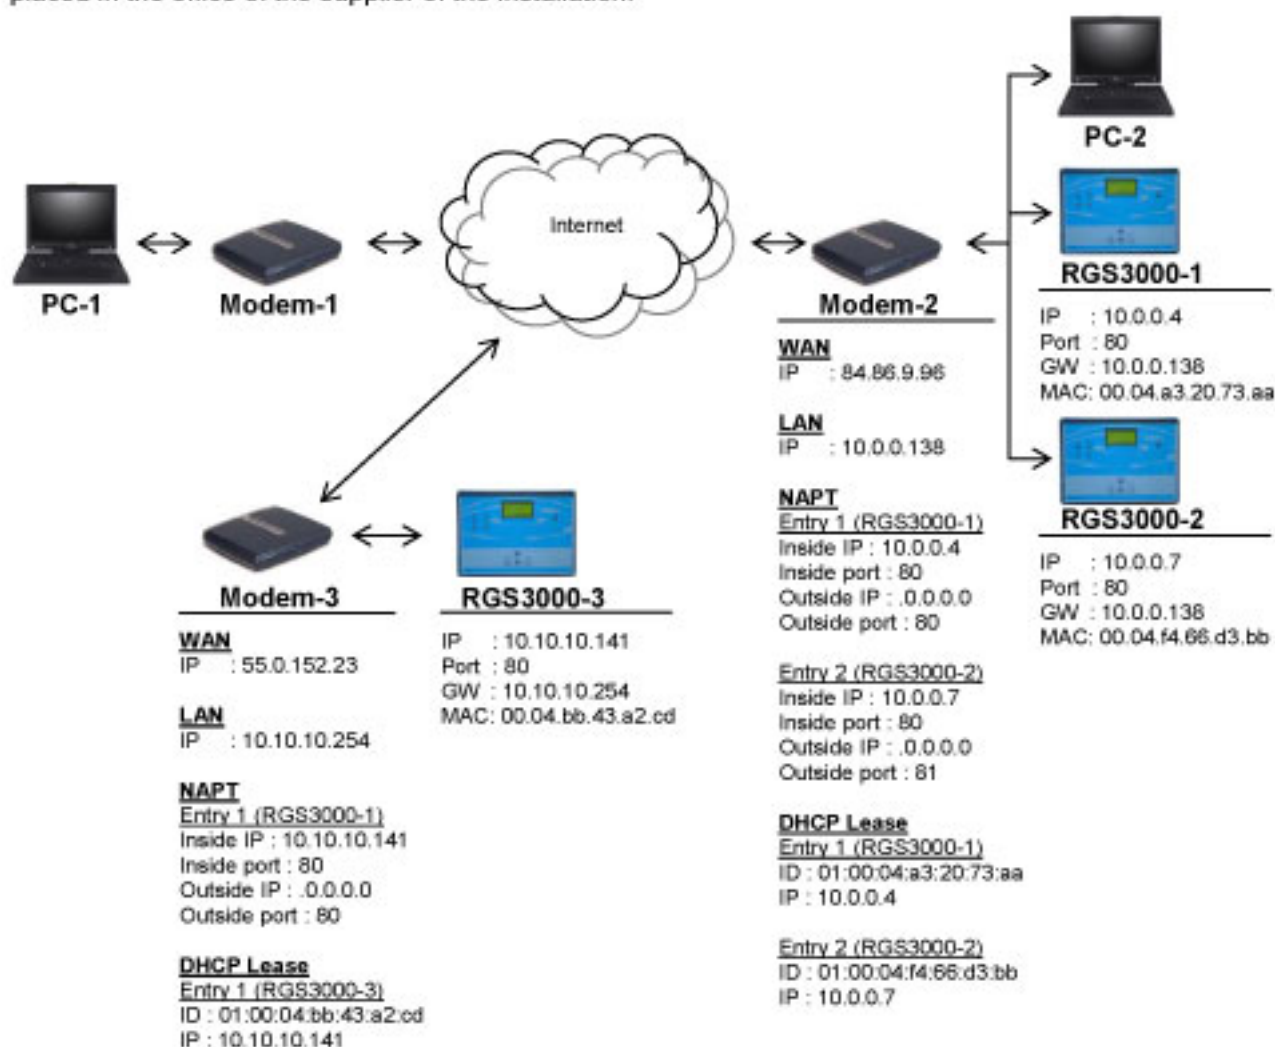 PC-2
Internet
RGS3000-1
IP : 10.0.0.4
Port : 80
GW : 10.0.0.138
MAC: 00.04.a3.20.73.aa
PC-1
Modem-1
Modem-2
WAN
IP : 84.86.9.96
LAN
IP : 10.0.0.138
NAPT
Entry 1 (RGS3000-1)
Inside IP : 10.0.0.4
Inside port : 80
Outside IP : .0.0.0.0
Outside port : 80
Entry 2 (RGS3000-2)
Inside IP : 10.0.0.7
Inside port : 80
Outside IP : .0.0.0.0
Outside port : 81
DHCP Lease
Entry 1 (RGS3000-1)
ID : 01:00:04:a3:20:73:aa
IP : 10.0.0.4
Entry 2 (RGS3000-2)
ID : 01:00:04:f4:66:d3:bb
IP : 10.0.0.7
RGS3000-2
IP : 10.0.0.7
Port : 80
GW : 10.0.0.138
MAC: 00.04.f4.66.d3.bb
Modem-3
WAN
IP : 55.0.152.23
LAN
IP : 10.10.10.254
NAPT
Entry 1 (RGS3000-1)
Inside IP : 10.10.10.141
Inside port : 80
Outside IP : .0.0.0.0
Outside port : 80
DHCP Lease
Entry 1 (RGS3000-3)
ID : 01:00:04:bb:43:a2:cd
IP : 10.10.10.141
RGS3000-3
IP : 10.10.10.141
Port : 80
GW : 10.10.10.254
MAC: 00.04.bb.43.a2.cd